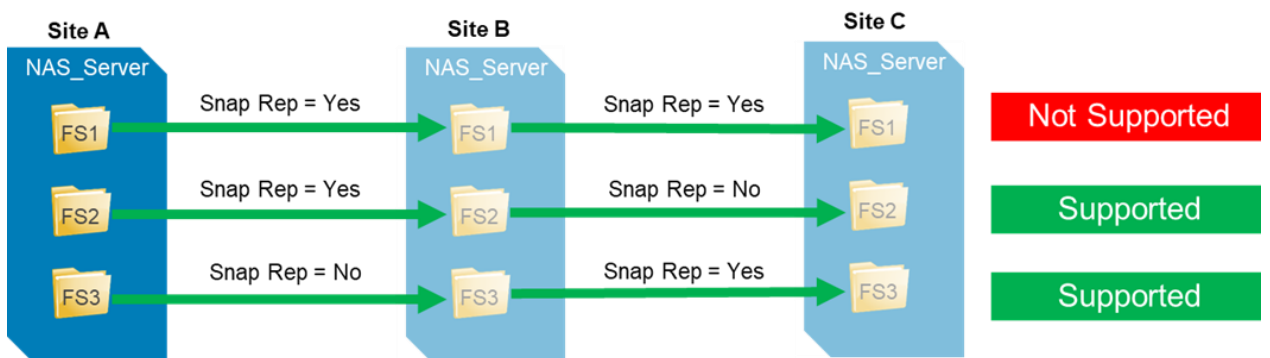 Site A
Site B
Site C
NAS_Server
NAS_Server
NAS_Server
Snap Rep = Yes
Snap Rep = Yes
FS1
FS1
FS1
Not Supported
Snap Rep = Yes
Snap Rep = No
FS2
FS2
FS2
Supported
Snap Rep = No
Snap Rep = Yes
FS3
FS3
FS3
Supported